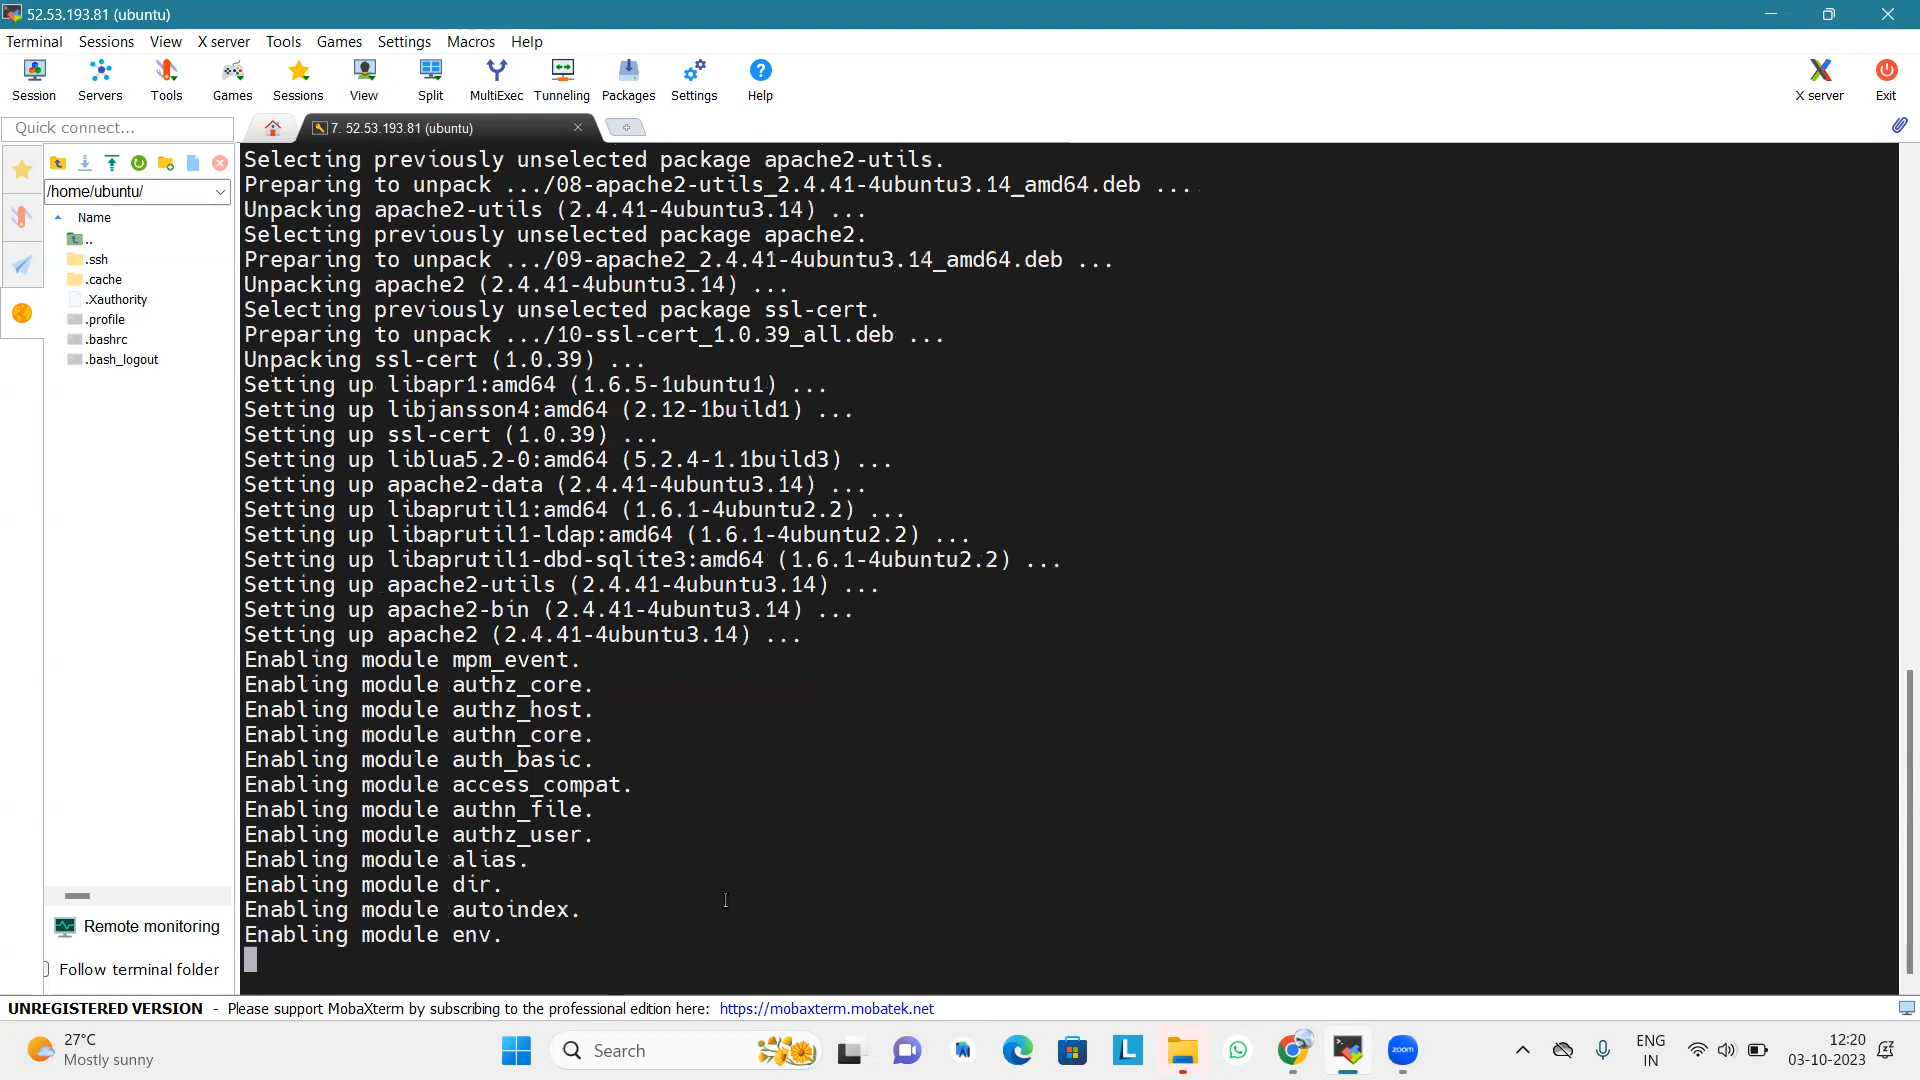 52.53.193.81 (ubuntu)
Terminal Sessions View X server Tools Games Settings Macros Help
Session Servers Tools Games Sessions View Split MultiExec Tunneling Packages Settings Help X server Exit
Quick connect... 7. 52.53.193.81 (ubuntu)
/home/ubuntu/
Name
..
.ssh
.cache
.Xauthority
.profile
.bashrc
.bash_logout
Remote monitoring
Follow terminal folder
Selecting previously unselected package apache2-utils.
Preparing to unpack .../08-apache2-utils_2.4.41-4ubuntu3.14_amd64.deb ...
Unpacking apache2-utils (2.4.41-4ubuntu3.14) ...
Selecting previously unselected package apache2.
Preparing to unpack .../09-apache2_2.4.41-4ubuntu3.14_amd64.deb ...
Unpacking apache2 (2.4.41-4ubuntu3.14) ...
Selecting previously unselected package ssl-cert.
Preparing to unpack .../10-ssl-cert_1.0.39_all.deb ...
Unpacking ssl-cert (1.0.39) ...
Setting up libapr1:amd64 (1.6.5-1ubuntu1) ...
Setting up libjansson4:amd64 (2.12-1build1) ...
Setting up ssl-cert (1.0.39) ...
Setting up liblua5.2-0:amd64 (5.2.4-1.1build3) ...
Setting up apache2-data (2.4.41-4ubuntu3.14) ...
Setting up libaprutil1:amd64 (1.6.1-4ubuntu2.2) ...
Setting up libaprutil1-ldap:amd64 (1.6.1-4ubuntu2.2) ...
Setting up libaprutil1-dbd-sqlite3:amd64 (1.6.1-4ubuntu2.2) ...
Setting up apache2-utils (2.4.41-4ubuntu3.14) ...
Setting up apache2-bin (2.4.41-4ubuntu3.14) ...
Setting up apache2 (2.4.41-4ubuntu3.14) ...
Enabling module mpm_event.
Enabling module authz_core.
Enabling module authz_host.
Enabling module authn_core.
Enabling module auth_basic.
Enabling module access_compat.
Enabling module authn_file.
Enabling module authz_user.
Enabling module alias.
Enabling module dir.
Enabling module autoindex.
Enabling module env.
UNREGISTERED VERSION - Please support MobaXterm by subscribing to the professional edition here: https://mobaxterm.mobatek.net
27°C
Mostly sunny
Search
zoom
ENG
IN
12:20
03-10-2023